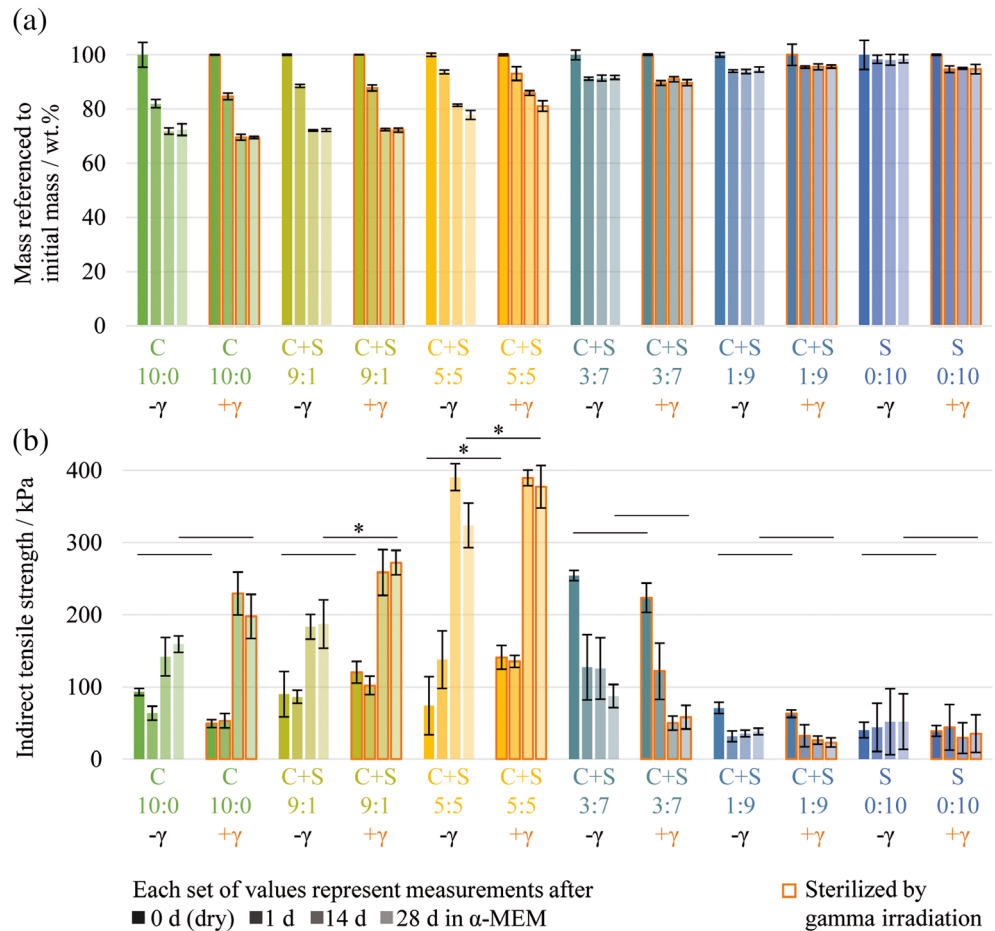 (a)
Mass referenced to
initial mass / wt.%
100
80
60
40
20
0
C C C+S C+S C+S C+S C+S C+S C+S C+S S S
10:0 10:0 9:1 9:1 5:5 5:5 3:7 3:7 1:9 1:9 0:10 0:10
-γ +γ -γ +γ -γ +γ -γ +γ -γ +γ -γ +γ
(b)
Indirect tensile strength / kPa
* *
400
300
*
200
100
0
C C C+S C+S C+S C+S C+S C+S C+S C+S S S
10:0 10:0 9:1 9:1 5:5 5:5 3:7 3:7 1:9 1:9 0:10 0:10
-γ +γ -γ +γ -γ +γ -γ +γ -γ +γ -γ +γ
Each set of values represent measurements after
0 d (dry) 1 d 14 d 28 d in α-MEM
Sterilized by
gamma irradiation